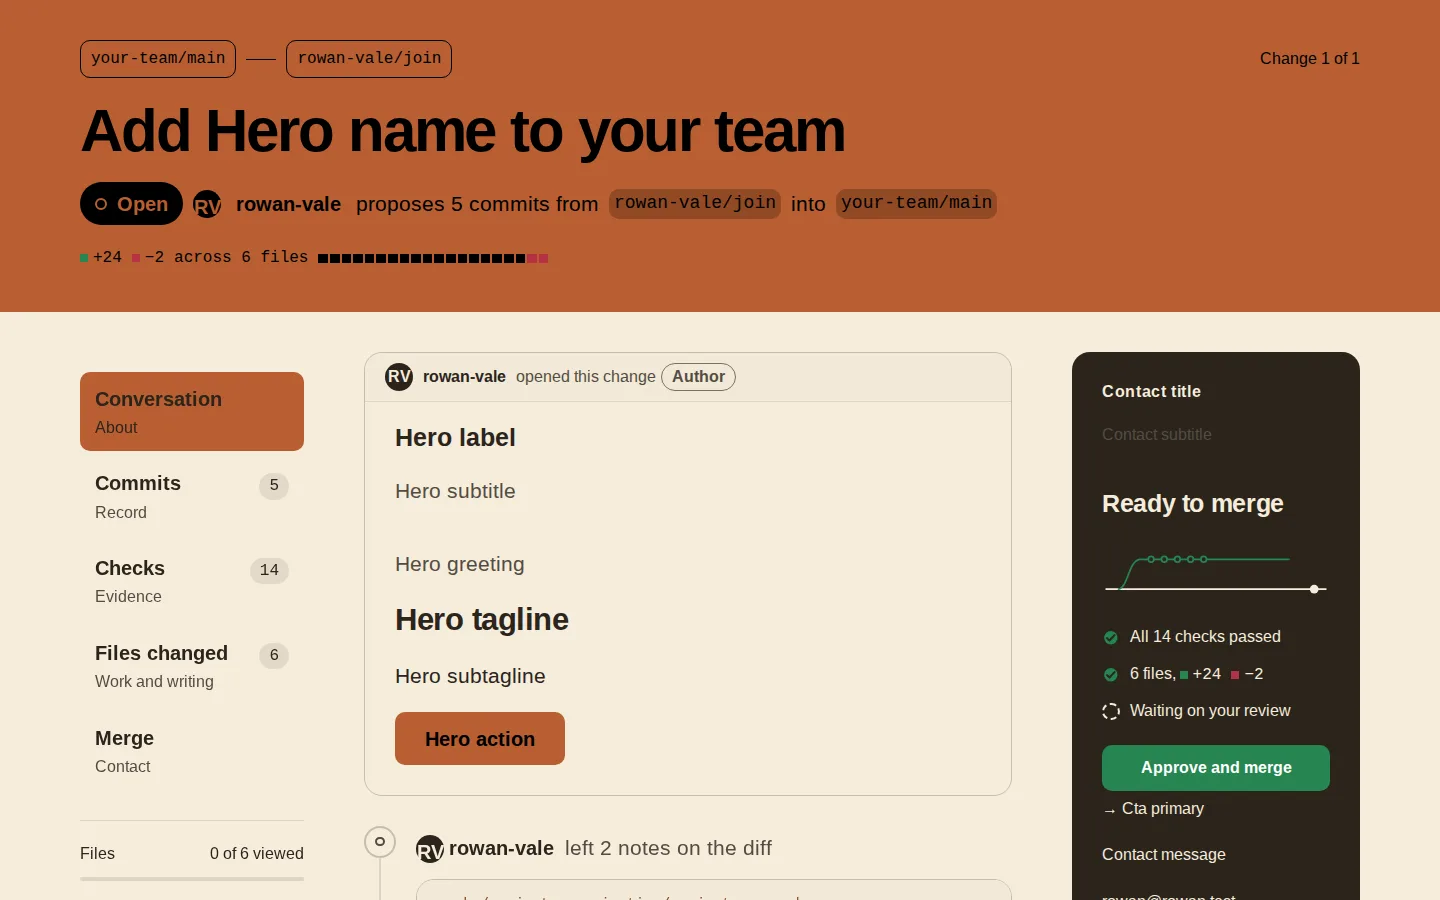 your-team/main
rowan-vale/join
Change 1 of 1
Add Hero name to your team
Open RV rowan-vale proposes 5 commits from rowan-vale/join into your-team/main
+24 −2 across 6 files
Conversation
About
Commits 5
Record
Checks 14
Evidence
Files changed 6
Work and writing
Merge
Contact
Files 0 of 6 viewed
RV rowan-vale opened this change Author
Hero label
Hero subtitle
Hero greeting
Hero tagline
Hero subtagline
Hero action
RV rowan-vale left 2 notes on the diff
Contact title
Contact subtitle
Ready to merge
All 14 checks passed
6 files, +24 −2
Waiting on your review
Approve and merge
→ Cta primary
Contact message